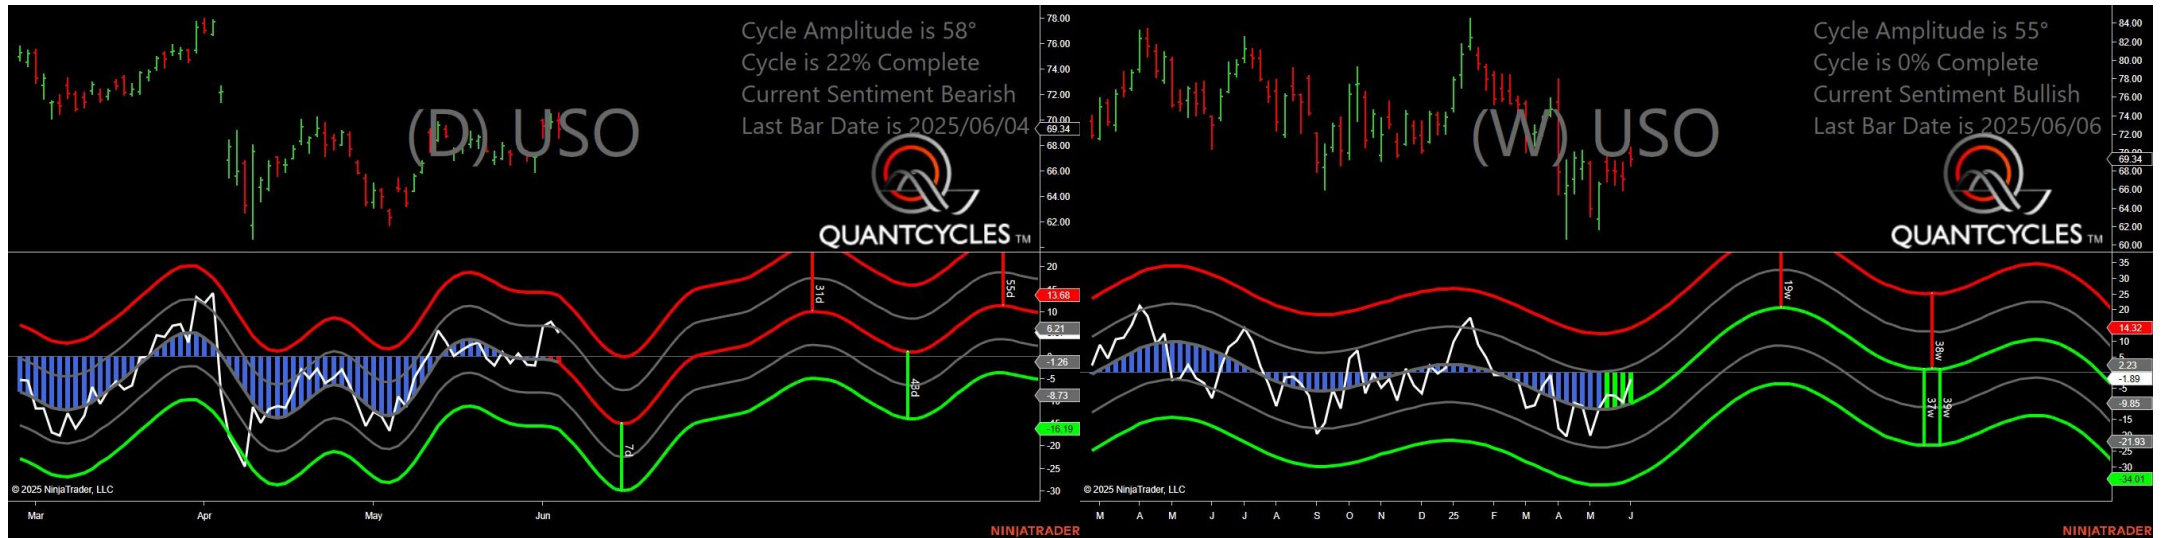 Cycle Amplitude is 58°
Cycle is 22% Complete
Current Sentiment Bearish
Last Bar Date is 2025/06/04
(D) USO
QUANTCYCLES TM
78.00
76.00
74.00
72.00
70.00
69.34
68.00
66.00
64.00
62.00
20
13.68
10
6.21
-1.26
-5
-8.73
-16.19
-20
-25
-30
31d
55d
43d
7d
© 2025 NinjaTrader, LLC
Mar Apr May Jun
NINJATRADER
Cycle Amplitude is 55°
Cycle is 0% Complete
Current Sentiment Bullish
Last Bar Date is 2025/06/06
(W) USO
QUANTCYCLES TM
84.00
82.00
80.00
78.00
76.00
74.00
72.00
69.34
68.00
66.00
64.00
62.00
60.00
35
30
25
20
14.32
10
5
2.23
-1.89
-5
-9.85
-15
-21.93
-25
-30
-34.01
19w
38w
37w
39w
© 2025 NinjaTrader, LLC
M A M J J A S O N D 25 F M A M J
NINJATRADER